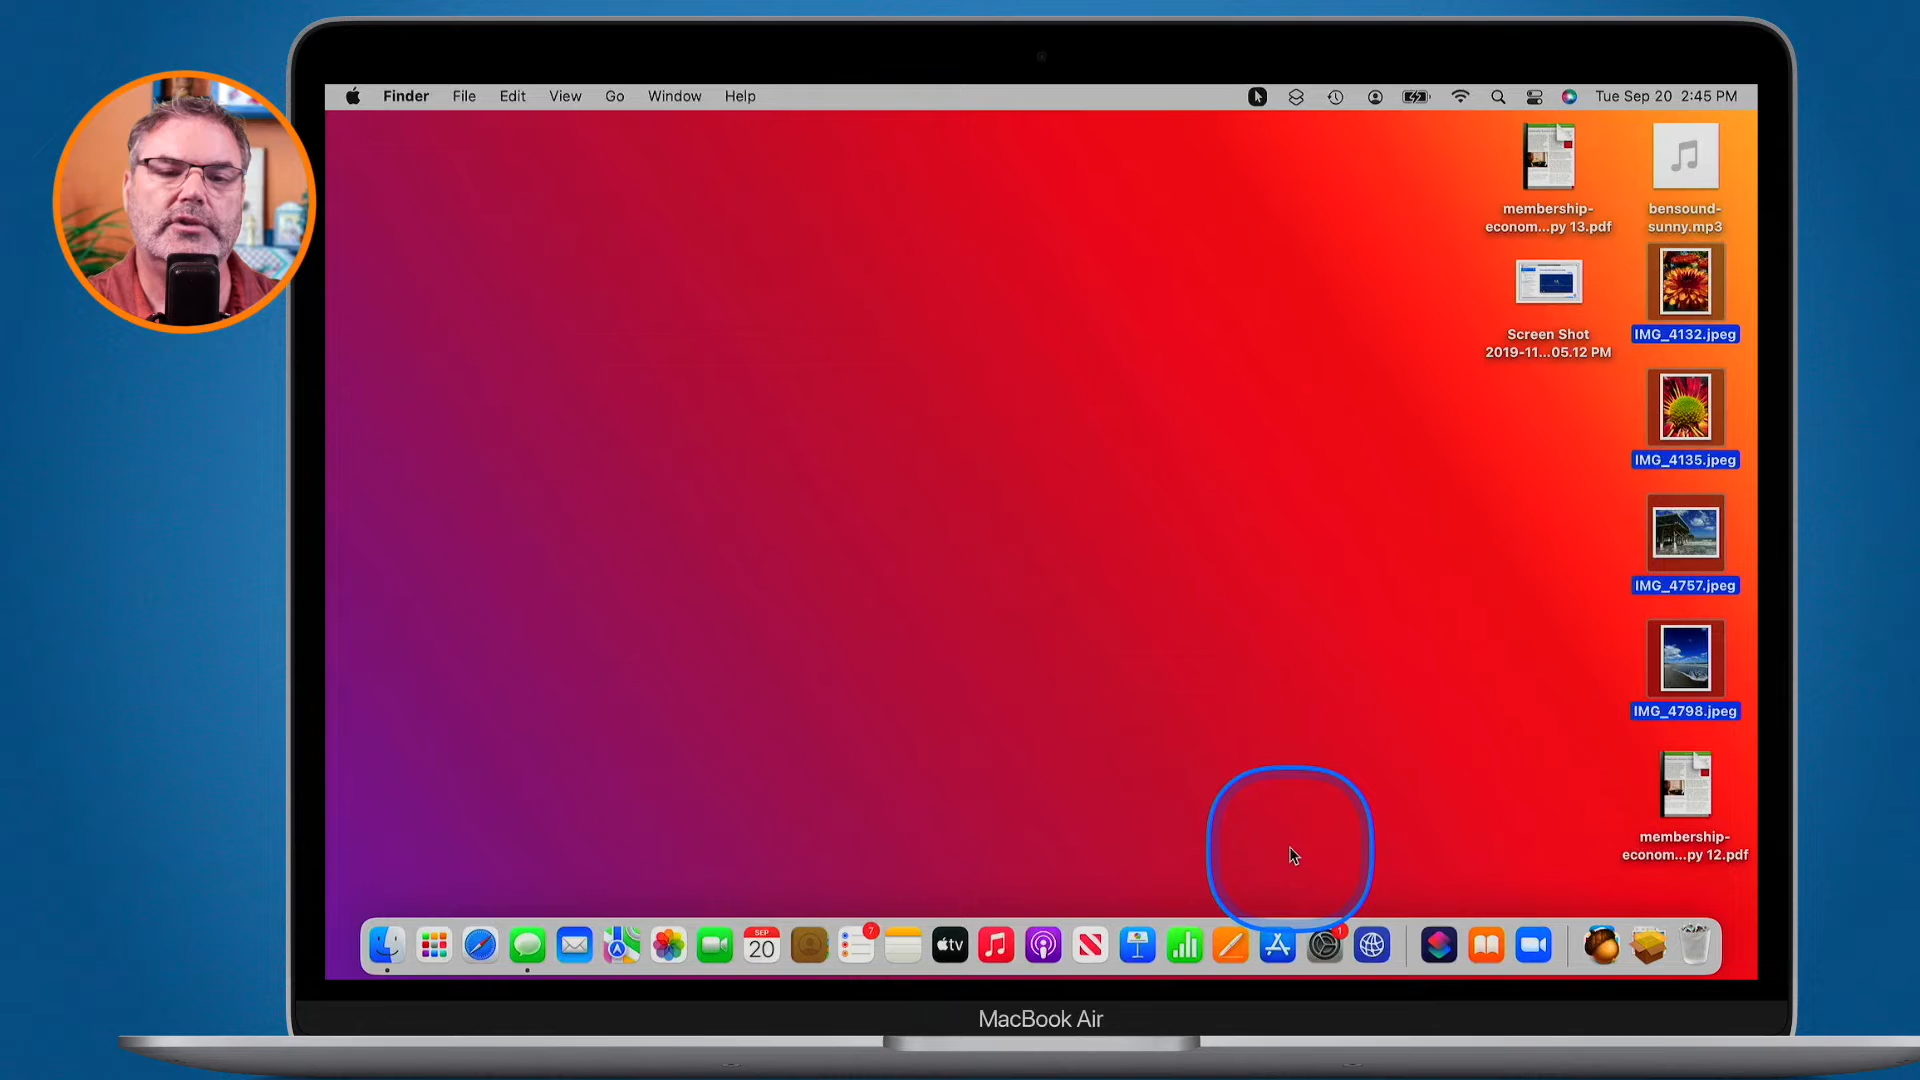 Finder File Edit View Go Window Help Tue Sep 20 2:45 PM
membership-
econom...py 13.pdf
bensound-
sunny.mp3
Screen Shot
2019-11...05.12 PM
IMG_4132.jpeg
IMG_4135.jpeg
IMG_4757.jpeg
IMG_4798.jpeg
membership-
econom...py 12.pdf
SEP
20
7
tv
1
MacBook Air